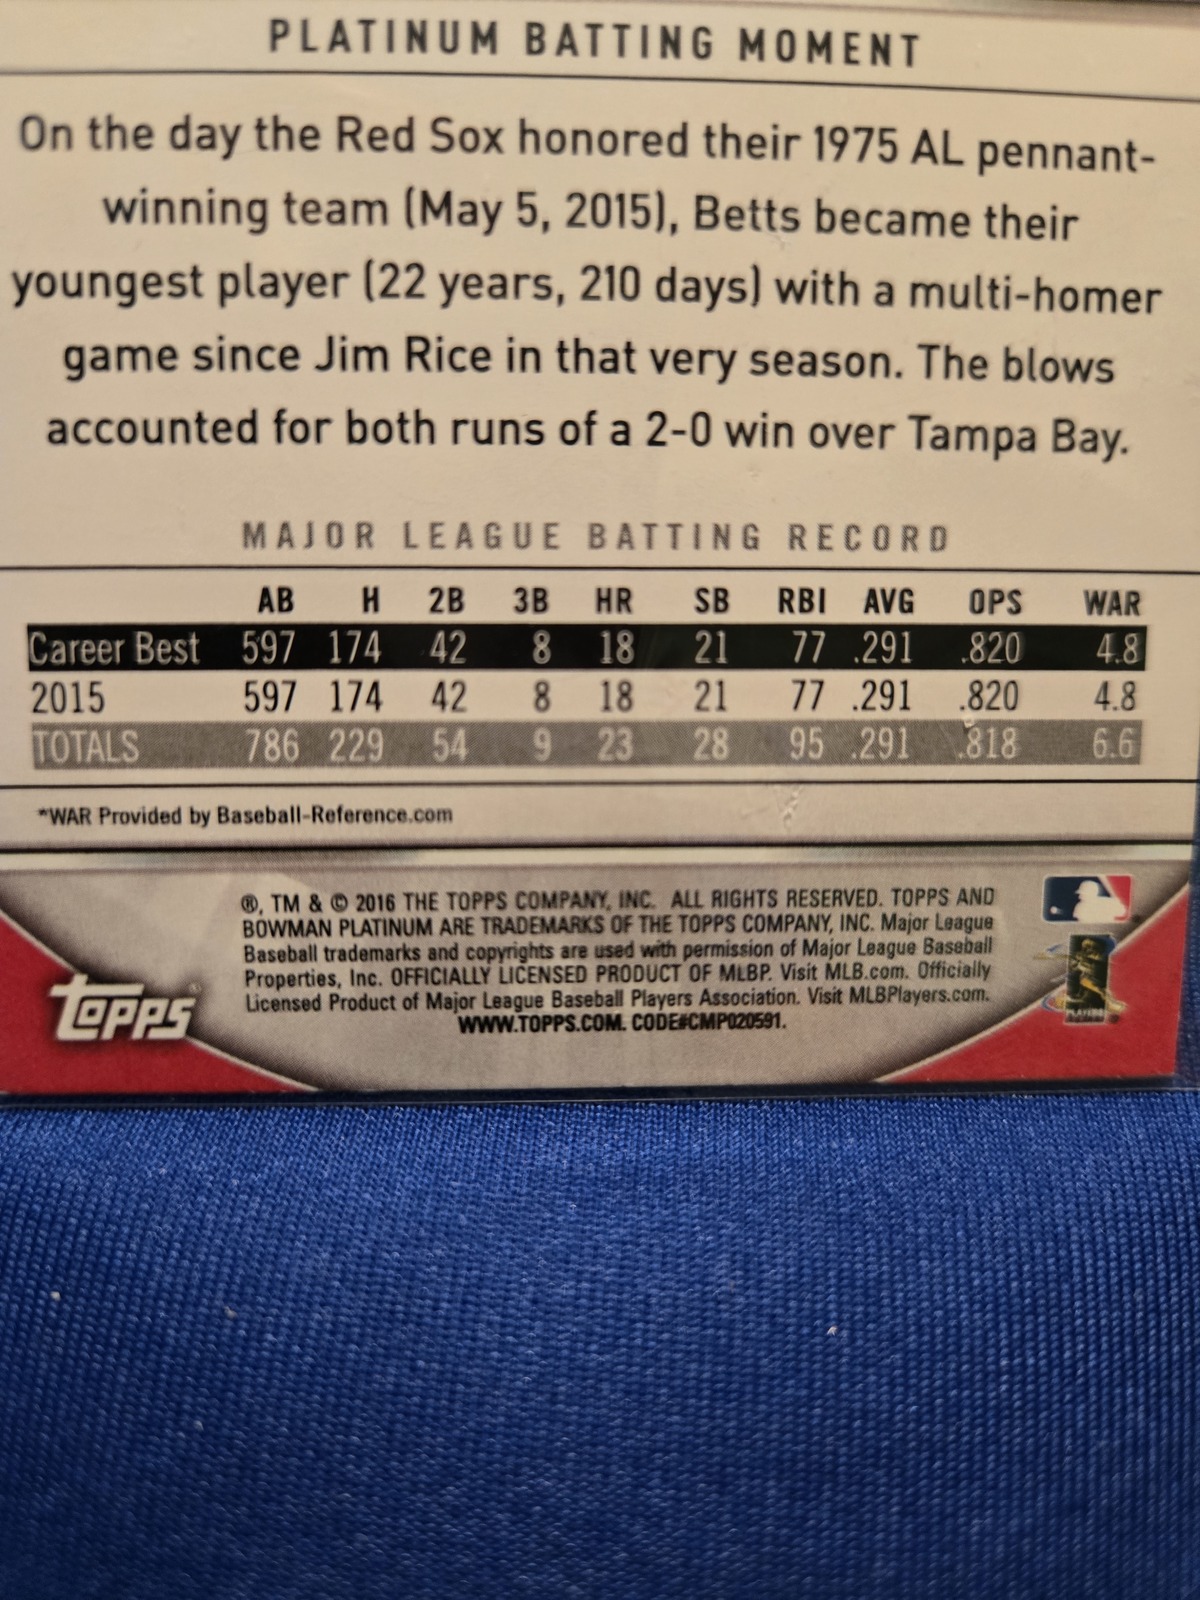 PLATINUM BATTING MOMENT
On the day the Red Sox honored their 1975 AL pennant-
winning team (May 5, 2015), Betts became their
youngest player (22 years, 210 days) with a multi-homer
game since Jim Rice in that very season. The blows
accounted for both runs of a 2-0 win over Tampa Bay.
MAJOR LEAGUE BATTING RECORD
AB H 2B 3B HR SB RBI AVG OPS WAR
Career Best 597 174 42 8 18 21 77 .291 .820 4.8
2015 597 174 42 8 18 21 77 .291 .820 4.8
TOTALS 786 229 54 9 23 28 95 .291 .818 6.6
*WAR Provided by Baseball-Reference.com
®, TM & © 2016 THE TOPPS COMPANY, INC. ALL RIGHTS RESERVED. TOPPS AND
BOWMAN PLATINUM ARE TRADEMARKS OF THE TOPPS COMPANY, INC. Major League
Baseball trademarks and copyrights are used with permission of Major League Baseball
Properties, Inc. OFFICIALLY LICENSED PRODUCT OF MLBP. Visit MLB.com. Officially
Licensed Product of Major League Baseball Players Association. Visit MLBPlayers.com.
WWW.TOPPS.COM. CODE#CMP020591.
topps®
PLAYERS